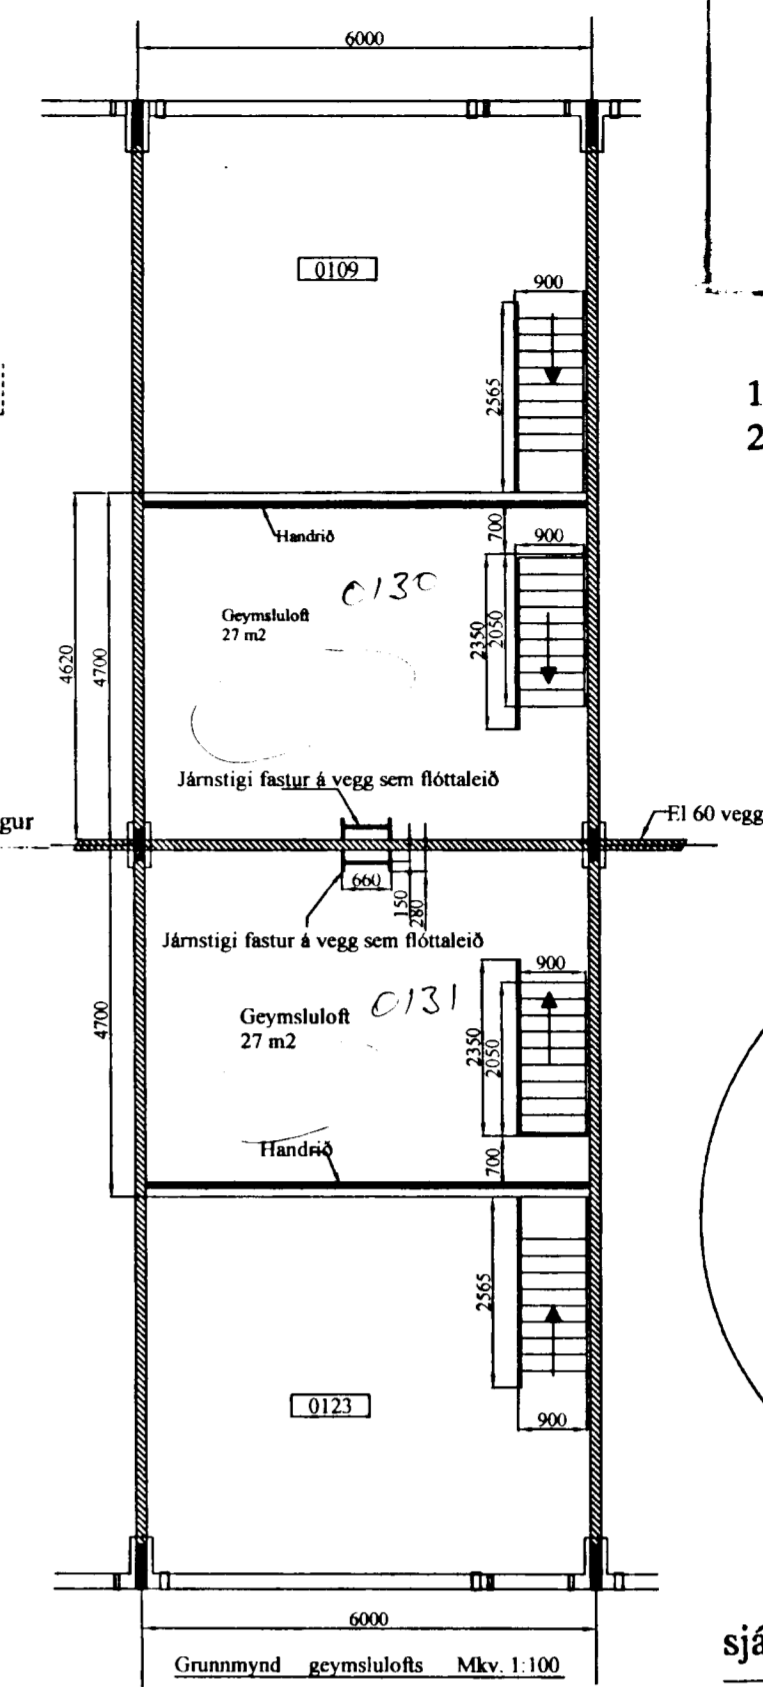 6000
0109
900
2565
1
2
Handrið
700
900
0130
Geymsluloft
27 m2
2350
2050
4620
4700
Járnstigi fastur á vegg sem flóttaleið
gur
EI 60 vegg
660
150
280
Járnstigi fastur á vegg sem flóttaleið
900
0131
Geymsluloft
27 m2
2350
2050
4700
Handrið
700
2565
0123
900
6000
sjá
Grunnmynd geymslulofts Mkv. 1:100